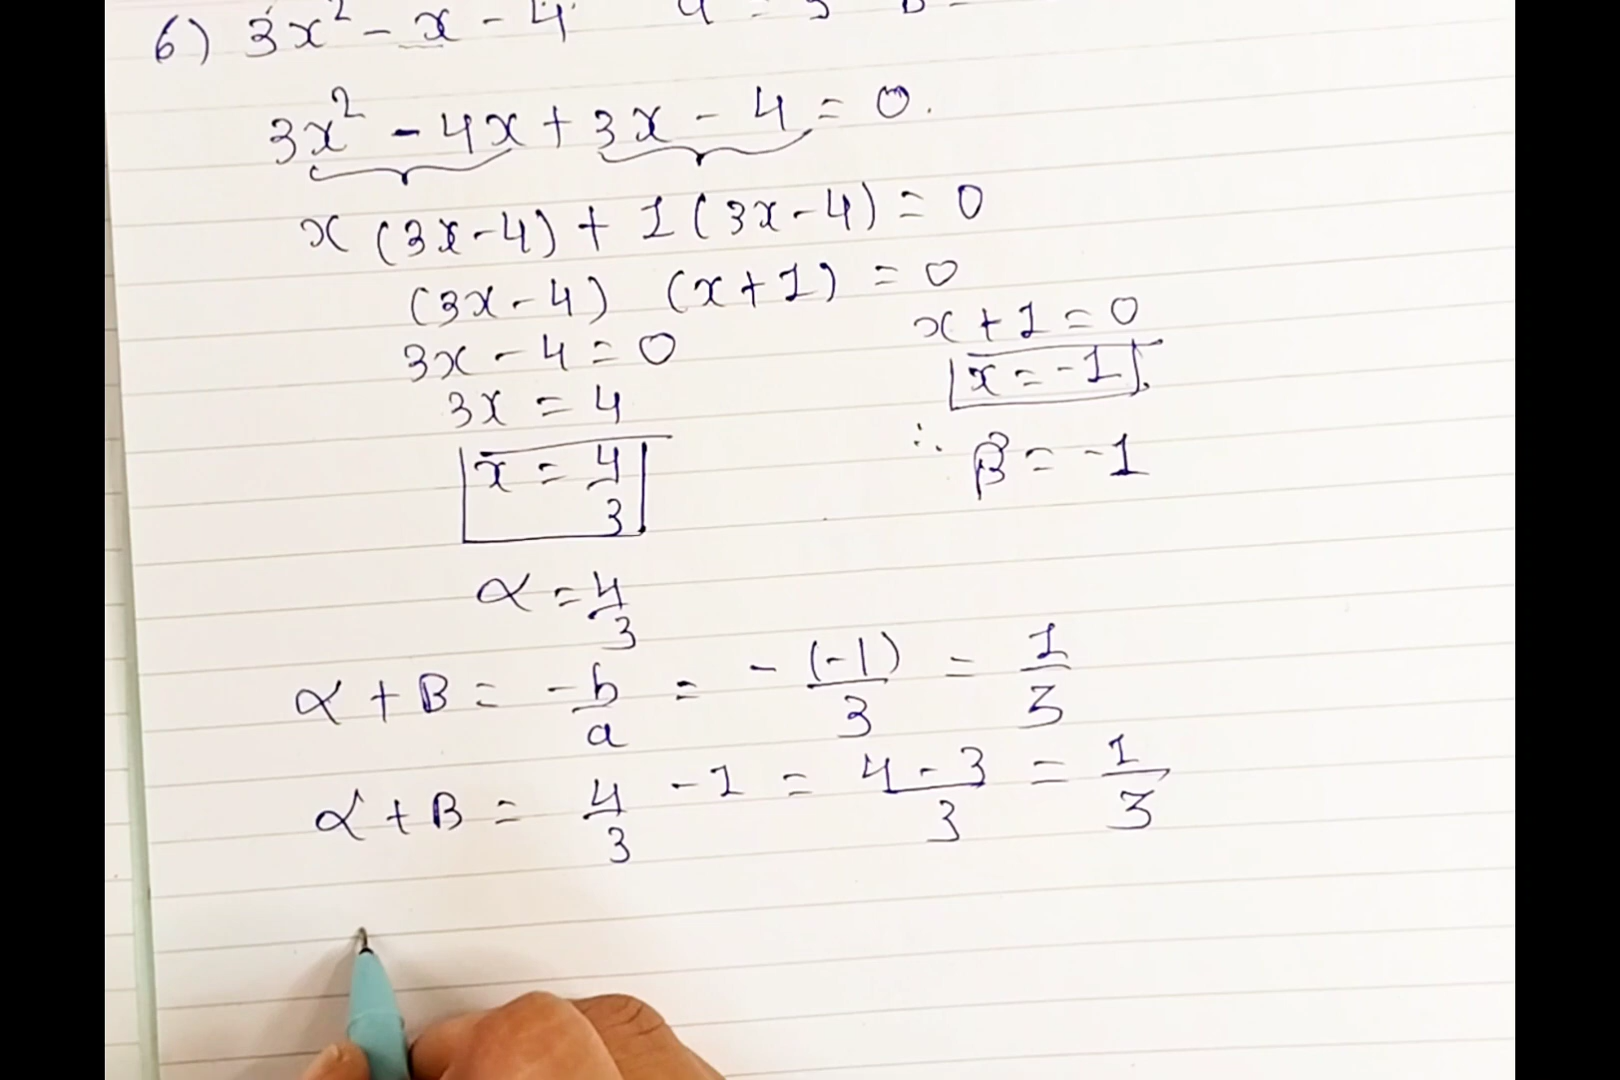 6) 3x² - x - 4
3x² - 4x + 3x - 4 = 0.
x (3x-4) + 1 (3x-4) = 0
(3x-4) (x+1) = 0
3x - 4 = 0
3x = 4
x = 4/3
α = 4/3
x + 1 = 0
x = -1
∴ β = -1
α + B = -b/a = -(-1)/3 = 1/3
α + B = 4/3 - 1 = 4-3/3 = 1/3